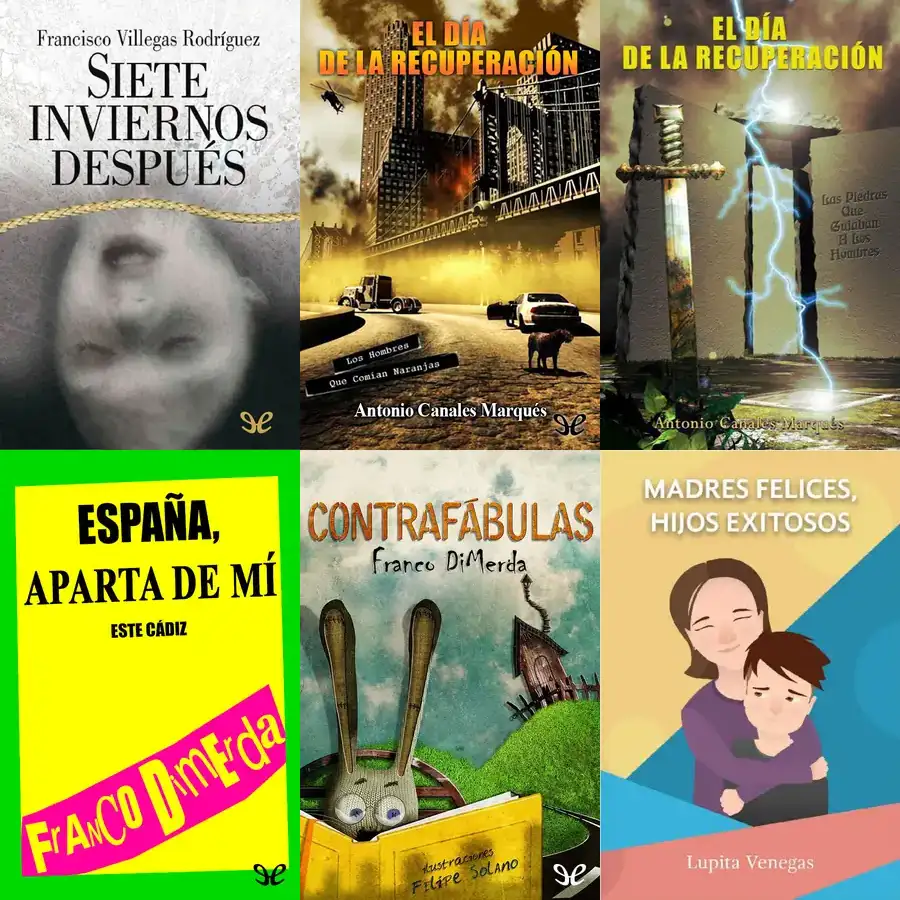 Francisco Villegas Rodríguez
SIETE
INVIERNOS
DESPUÉS
EL DÍA
DE LA RECUPERACIÓN
Los Hombres
Que Comían Naranjas
Antonio Canales Marqués
EL DÍA
DE LA RECUPERACIÓN
Las Piedras
Que
Guiaban
A Los
Hombres
Antonio Canales Marqués
ESPAÑA,
APARTA DE MÍ
ESTE CÁDIZ
FrANCO DimErda
CONTRAFÁBULAS
Franco DiMerda
ilustraciones
FELIPE SOLANO
MADRES FELICES,
HIJOS EXITOSOS
Lupita Venegas